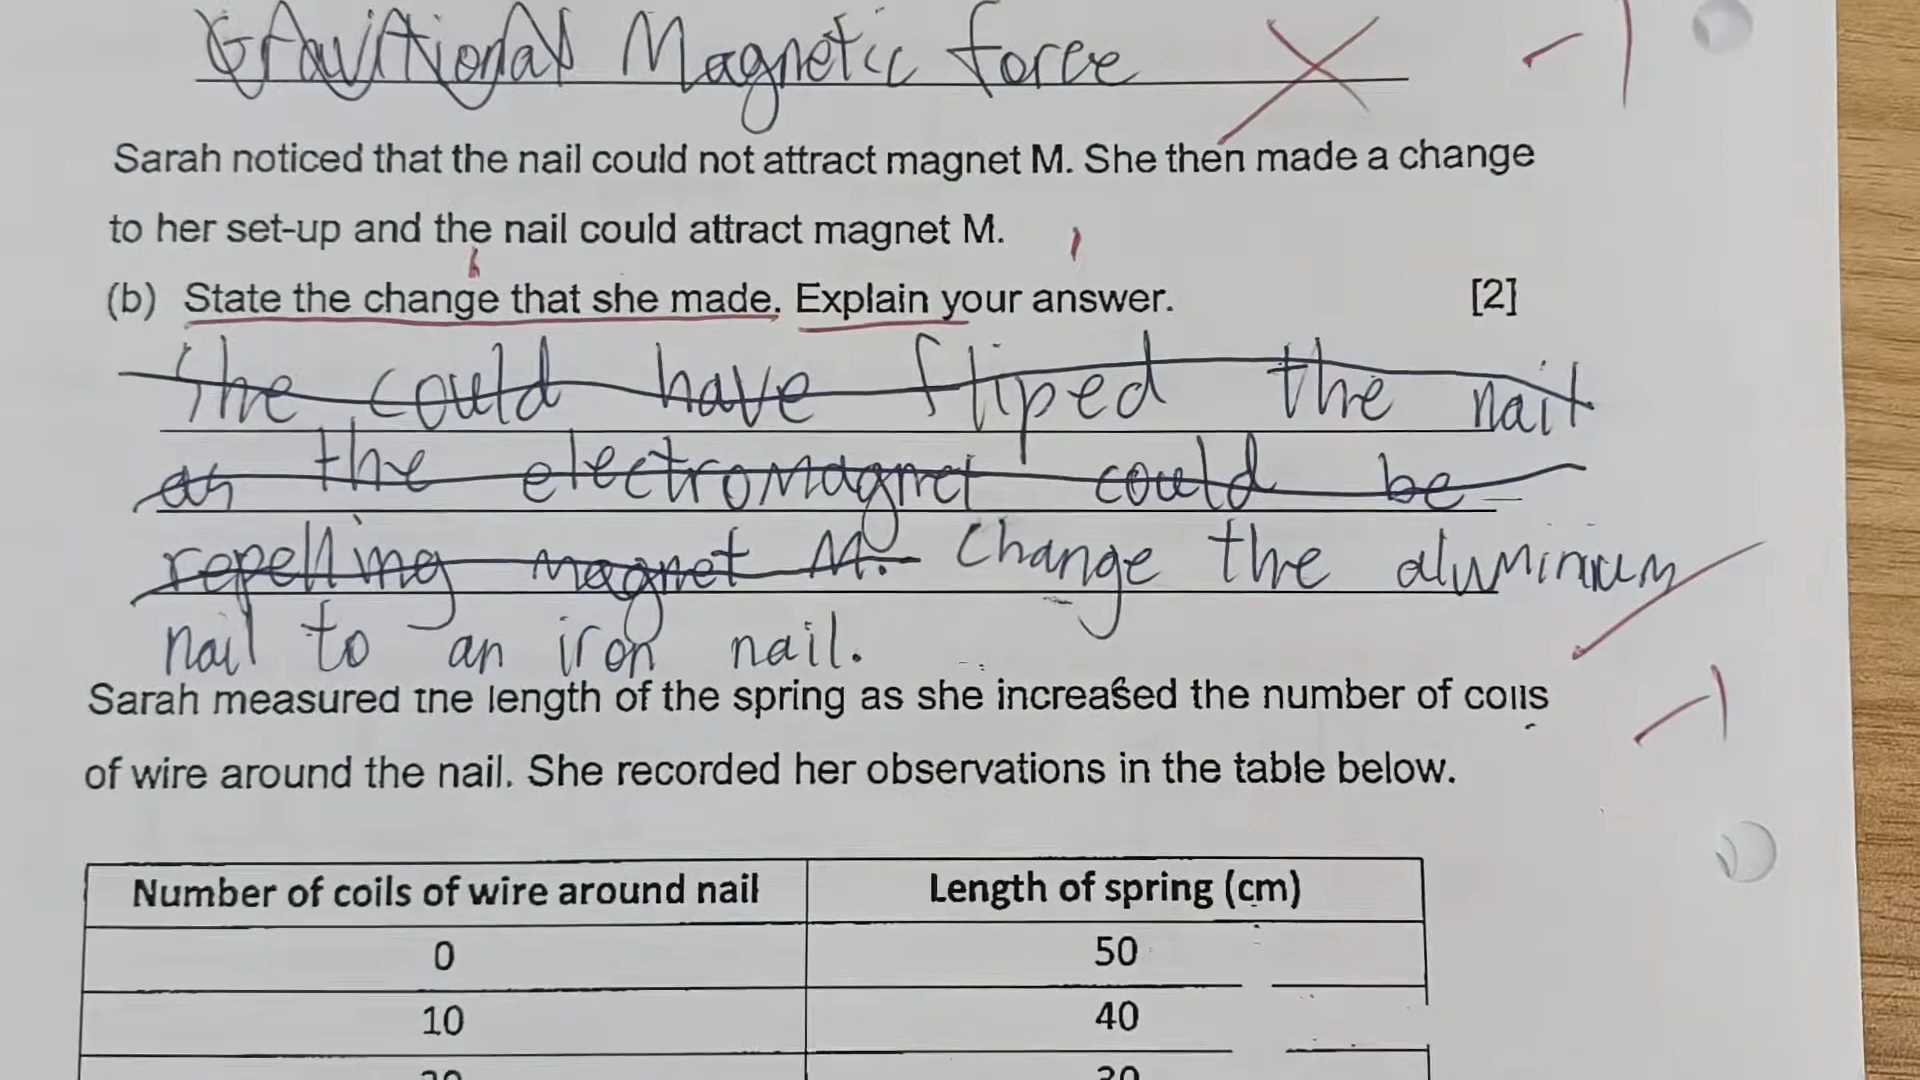 Gravitional Magnetic force
-1
Sarah noticed that the nail could not attract magnet M. She then made a change
to her set-up and the nail could attract magnet M.
(b) State the change that she made. Explain your answer. [2]
She could have fliped the nail
as the electromagnet could be
repelling magnet M. Change the aluminium
nail to an iron nail.
-1
Sarah measured the length of the spring as she increased the number of coils
of wire around the nail. She recorded her observations in the table below.
Number of coils of wire around nail Length of spring (cm)
0 50
10 40